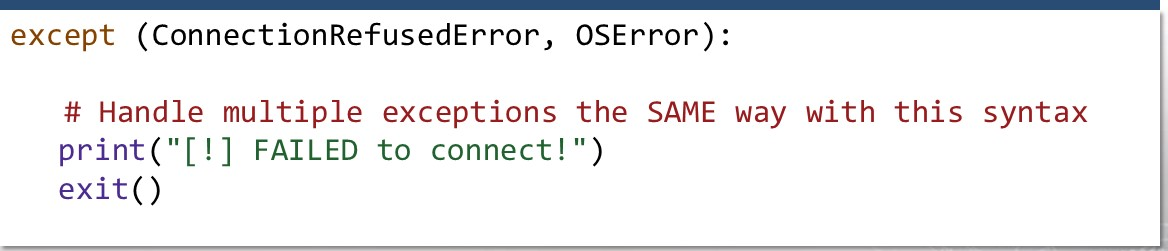 except (ConnectionRefusedError, OSError):
# Handle multiple exceptions the SAME way with this syntax
print("[!] FAILED to connect!")
exit()